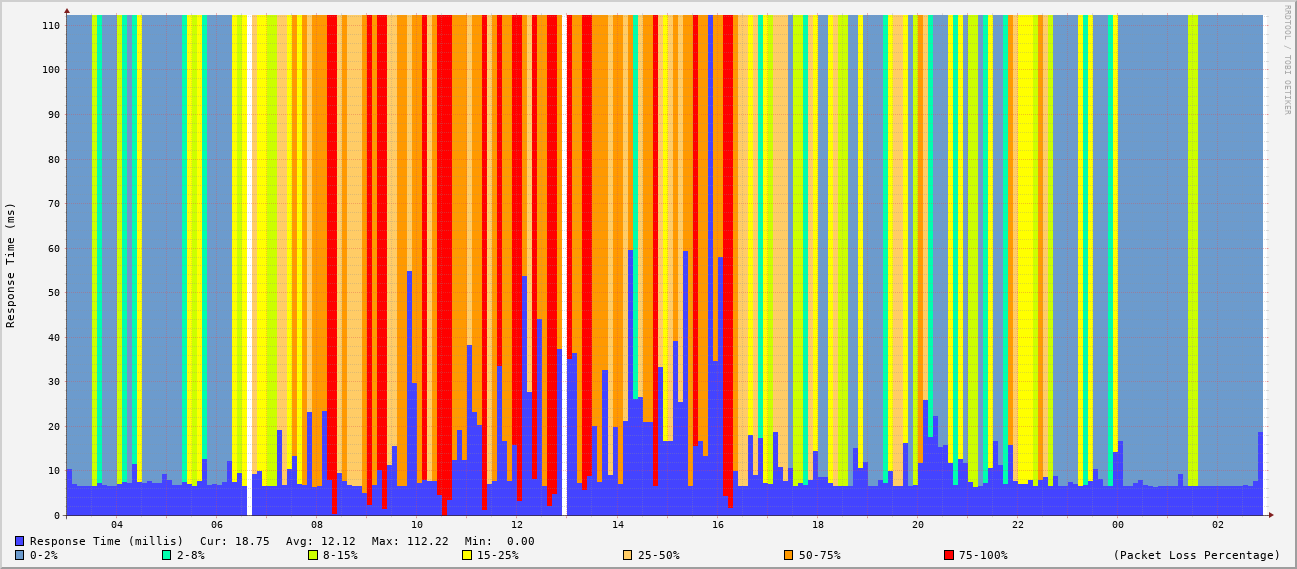 RRDTOOL / TOBI OETIKER
Response Time (ms)
110
100
90
80
70
60
50
40
30
20
10
0
04 06 08 10 12 14 16 18 20 22 00 02
Response Time (millis) Cur: 18.75 Avg: 12.12 Max: 112.22 Min: 0.00
0-2% 2-8% 8-15% 15-25% 25-50% 50-75% 75-100% (Packet Loss Percentage)